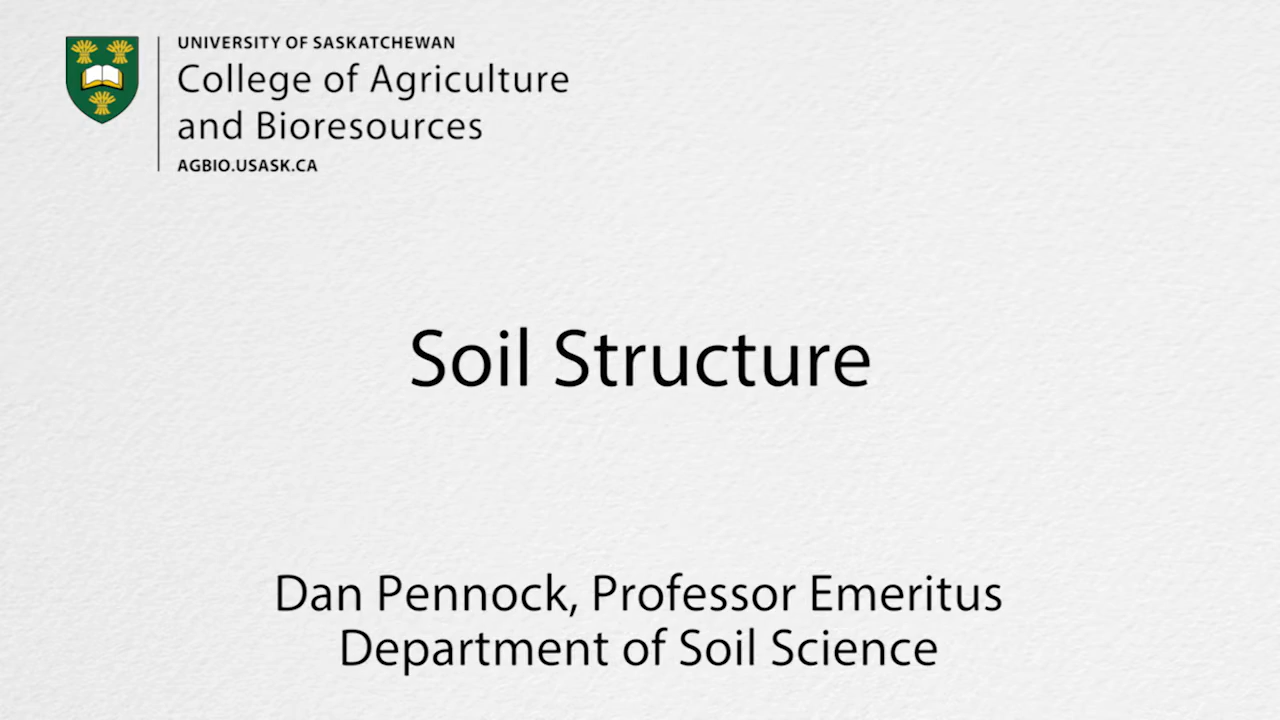 UNIVERSITY OF SASKATCHEWAN
College of Agriculture
and Bioresources
AGBIO.USASK.CA
Soil Structure
Dan Pennock, Professor Emeritus
Department of Soil Science